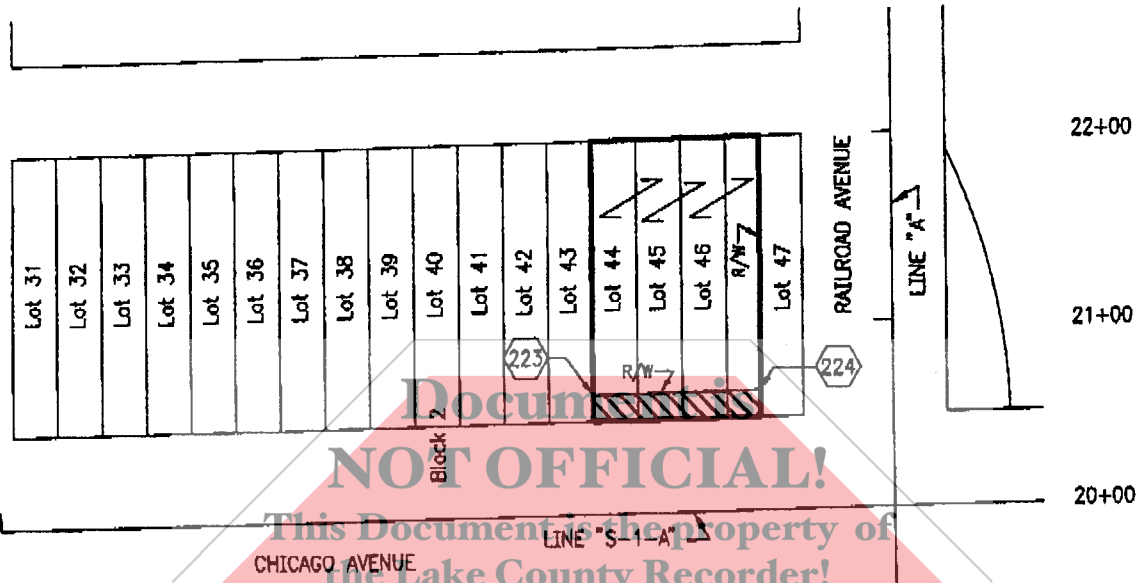 22+00
RAILROAD AVENUE
LINE "A"
Lot 31
Lot 32
Lot 33
Lot 34
Lot 35
Lot 36
Lot 37
Lot 38
Lot 39
Lot 40
Lot 41
Lot 42
Lot 43
Lot 44
Lot 45
Lot 46
R/W
Lot 47
21+00
223
R/W
224
Block 2
Document is
NOT OFFICIAL!
20+00
This Document is the property of
LINE "S-1-A"
CHICAGO AVENUE
the Lake County Recorder!